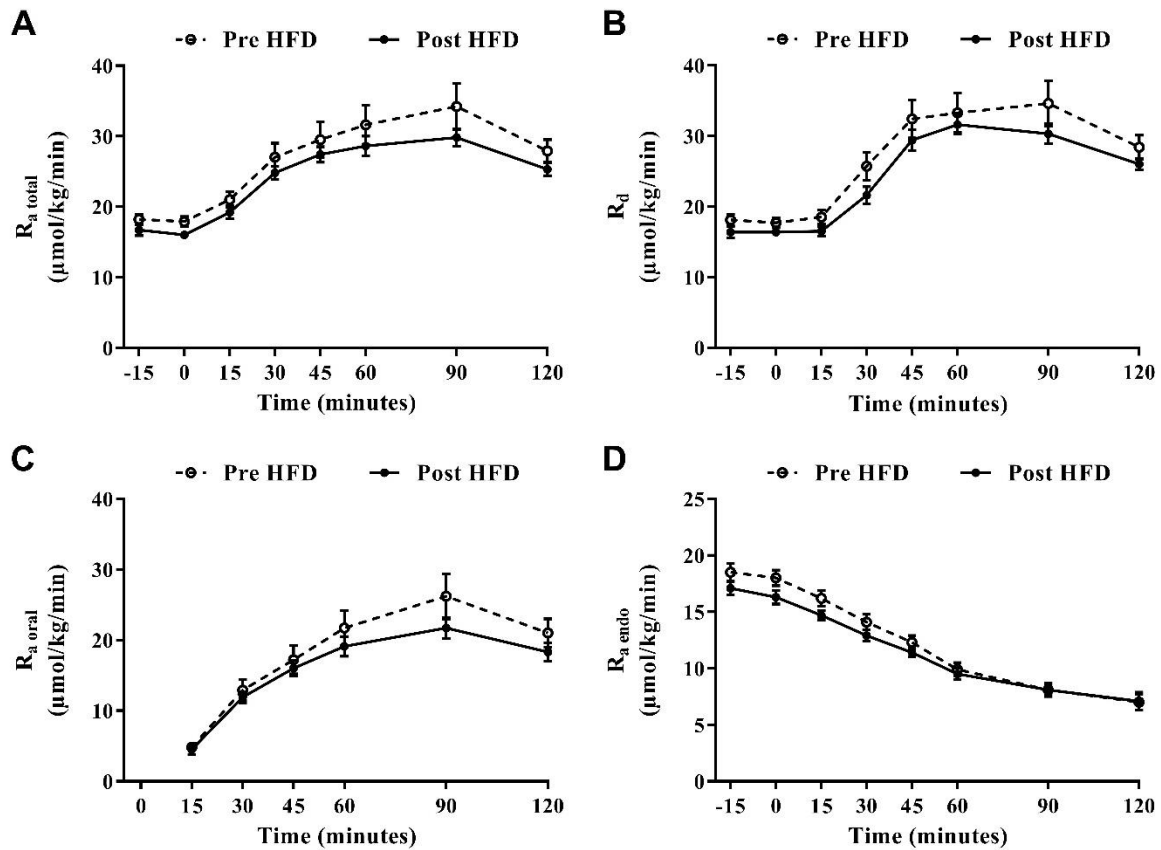 A
Pre HFD Post HFD
Ra total
(μmol/kg/min)
40
30
20
10
0
-15 0 15 30 45 60 90 120
Time (minutes)
B
Pre HFD Post HFD
Rd
(μmol/kg/min)
40
30
20
10
0
-15 0 15 30 45 60 90 120
Time (minutes)
C
Pre HFD Post HFD
Ra oral
(μmol/kg/min)
40
30
20
10
0
0 15 30 45 60 90 120
Time (minutes)
D
Pre HFD Post HFD
Ra endo
(μmol/kg/min)
25
20
15
10
5
0
-15 0 15 30 45 60 90 120
Time (minutes)